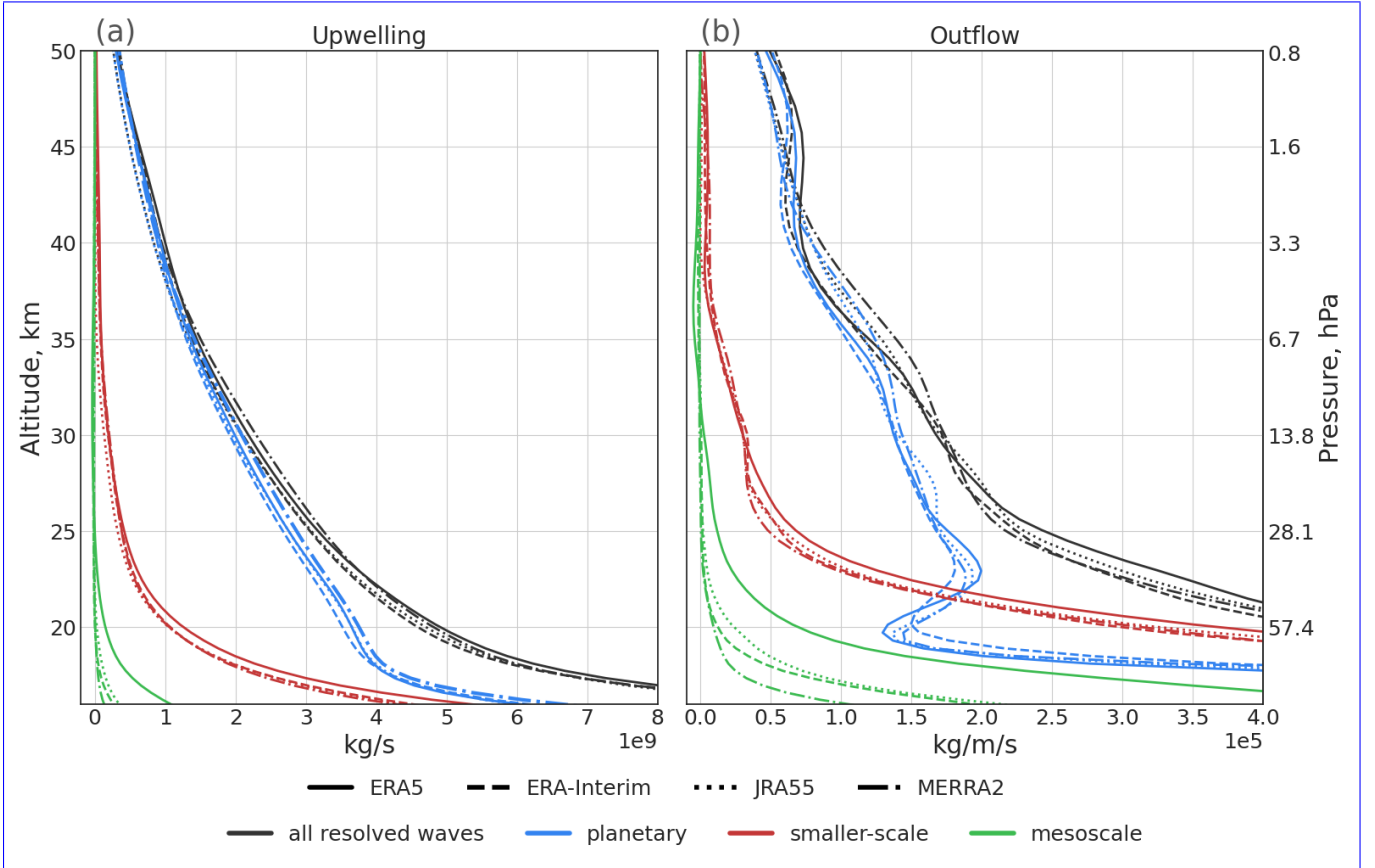 (a)
Upwelling
(b)
Outflow
50
45
40
35
30
25
20
Altitude, km
0.8
1.6
3.3
6.7
13.8
28.1
57.4
Pressure, hPa
0 1 2 3 4 5 6 7 8
kg/s
1e9
0.0 0.5 1.0 1.5 2.0 2.5 3.0 3.5 4.0
kg/m/s
1e5
ERA5 ERA-Interim JRA55 MERRA2
all resolved waves planetary smaller-scale mesoscale